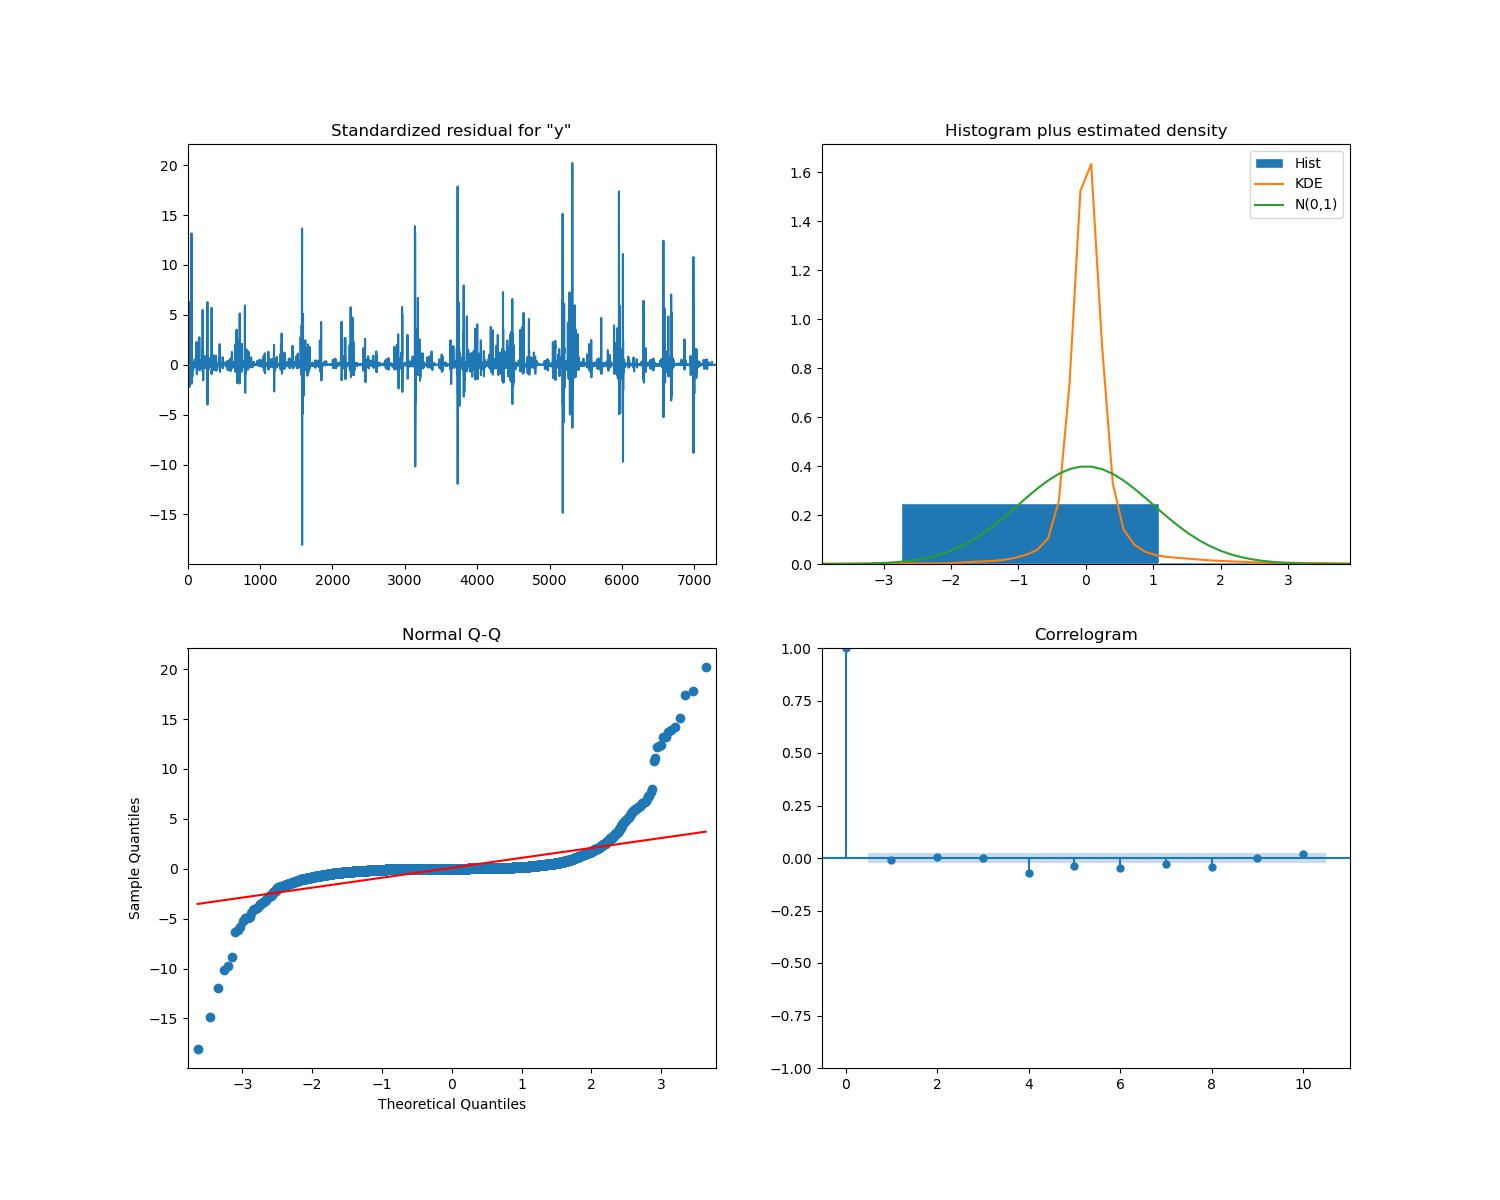 Standardized residual for "y"
20
15
10
5
0
−5
−10
−15
0 1000 2000 3000 4000 5000 6000 7000
Histogram plus estimated density
Hist
KDE
N(0,1)
1.6
1.4
1.2
1.0
0.8
0.6
0.4
0.2
0.0
−3 −2 −1 0 1 2 3
Normal Q-Q
Sample Quantiles
20
15
10
5
0
−5
−10
−15
−3 −2 −1 0 1 2 3
Theoretical Quantiles
Correlogram
1.00
0.75
0.50
0.25
0.00
−0.25
−0.50
−0.75
−1.00
0 2 4 6 8 10